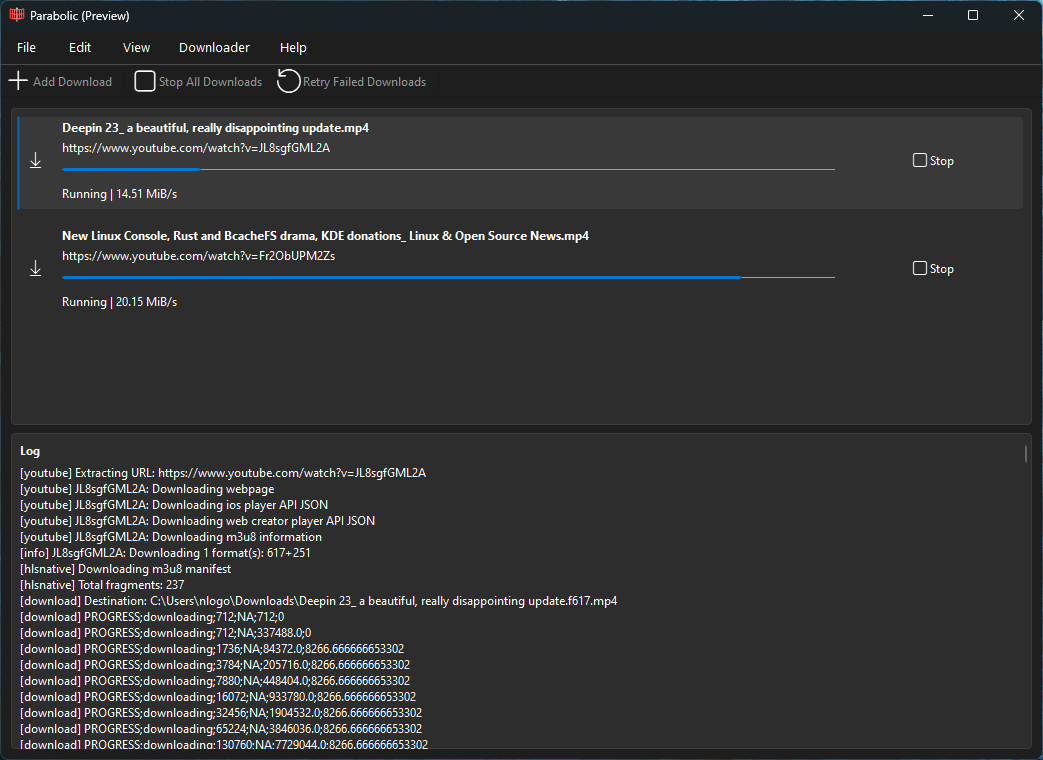 Parabolic (Preview)
File Edit View Downloader Help
Add Download Stop All Downloads Retry Failed Downloads
Deepin 23_ a beautiful, really disappointing update.mp4
https://www.youtube.com/watch?v=JL8sgfGML2A
Stop
Running | 14.51 MiB/s
New Linux Console, Rust and BcacheFS drama, KDE donations_ Linux & Open Source News.mp4
https://www.youtube.com/watch?v=Fr2ObUPM2Zs
Stop
Running | 20.15 MiB/s
Log
[youtube] Extracting URL: https://www.youtube.com/watch?v=JL8sgfGML2A
[youtube] JL8sgfGML2A: Downloading webpage
[youtube] JL8sgfGML2A: Downloading ios player API JSON
[youtube] JL8sgfGML2A: Downloading web creator player API JSON
[youtube] JL8sgfGML2A: Downloading m3u8 information
[info] JL8sgfGML2A: Downloading 1 format(s): 617+251
[hlsnative] Downloading m3u8 manifest
[hlsnative] Total fragments: 237
[download] Destination: C:\Users\nlogo\Downloads\Deepin 23_ a beautiful, really disappointing update.f617.mp4
[download] PROGRESS;downloading;712;NA;712;0
[download] PROGRESS;downloading;712;NA;337488.0;0
[download] PROGRESS;downloading;1736;NA;84372.0;8266.666666653302
[download] PROGRESS;downloading;3784;NA;205716.0;8266.666666653302
[download] PROGRESS;downloading;7880;NA;448404.0;8266.666666653302
[download] PROGRESS;downloading;16072;NA;933780.0;8266.666666653302
[download] PROGRESS;downloading;32456;NA;1904532.0;8266.666666653302
[download] PROGRESS;downloading;65224;NA;3846036.0;8266.666666653302
[download] PROGRESS;downloading;130760;NA;7729044.0;8266.666666653302